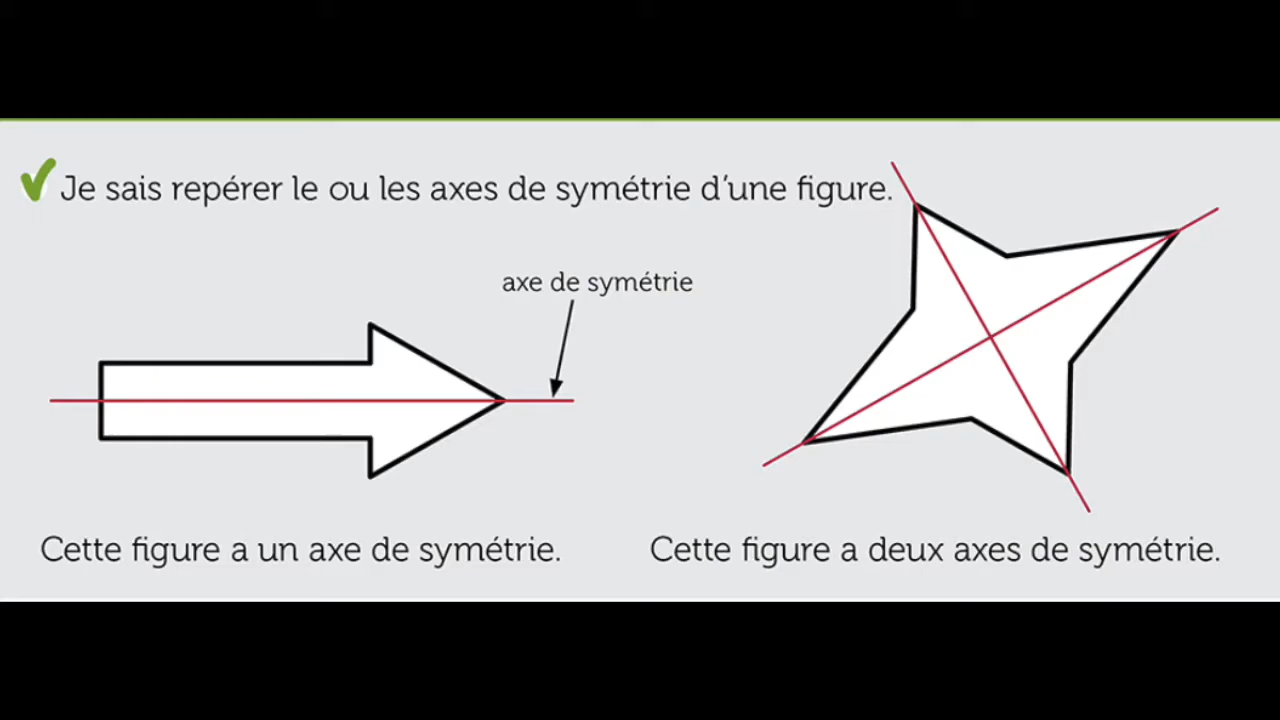 Je sais repérer le ou les axes de symétrie d'une figure.
axe de symétrie
Cette figure a un axe de symétrie.
Cette figure a deux axes de symétrie.